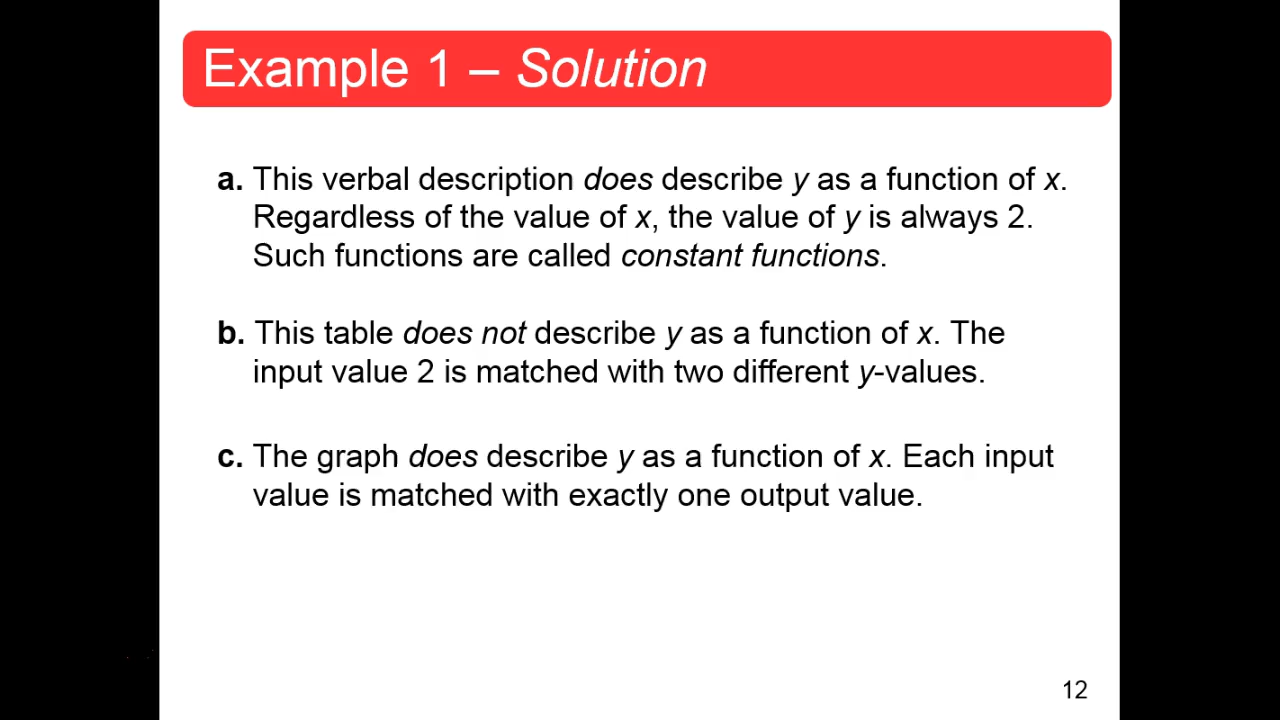 Example 1 – Solution
a. This verbal description does describe y as a function of x.
Regardless of the value of x, the value of y is always 2.
Such functions are called constant functions.
b. This table does not describe y as a function of x. The
input value 2 is matched with two different y-values.
c. The graph does describe y as a function of x. Each input
value is matched with exactly one output value.
12